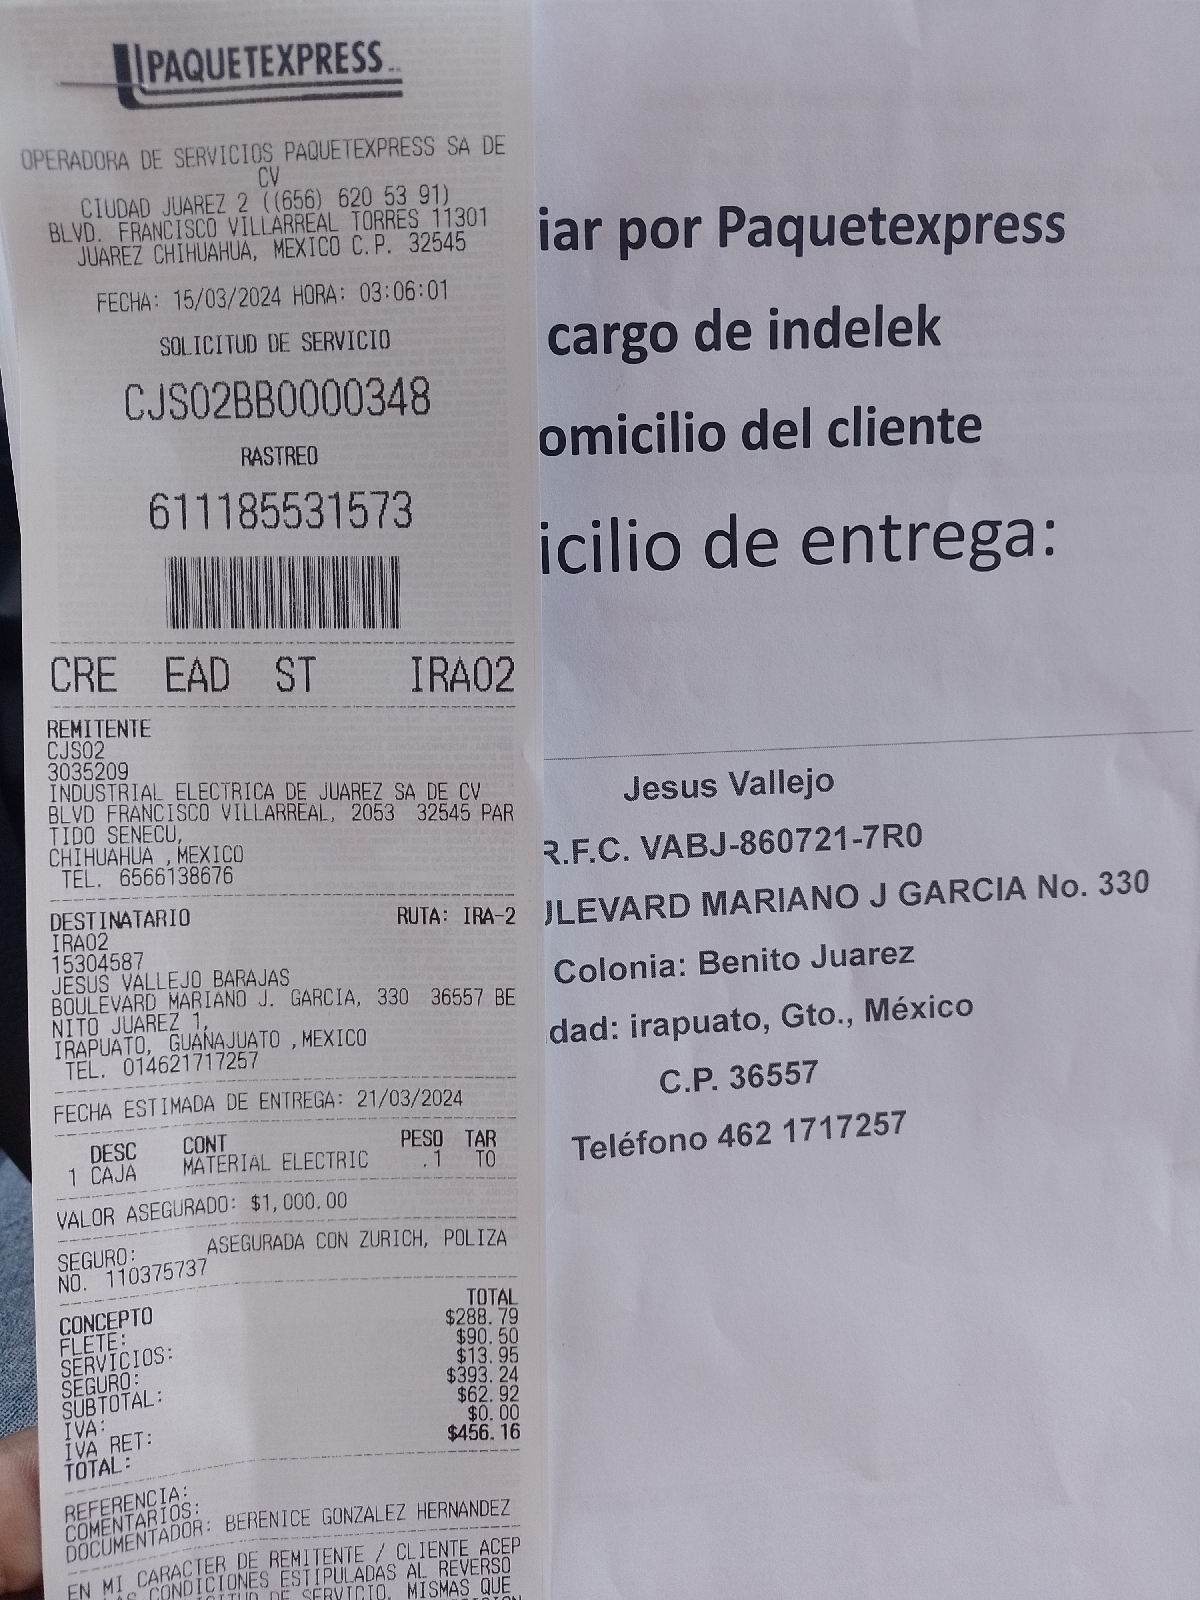 PAQUETEXPRESS
OPERADORA DE SERVICIOS PAQUETEXPRESS SA DE
CV
CIUDAD JUAREZ 2 ((656) 620 53 91)
BLVD. FRANCISCO VILLARREAL TORRES 11301
JUAREZ CHIHUAHUA, MEXICO C.P. 32545
FECHA: 15/03/2024 HORA: 03:06:01
SOLICITUD DE SERVICIO
CJS02BB0000348
RASTREO
611185531573
CRE EAD ST IRA02
REMITENTE
CJS02
3035209
INDUSTRIAL ELECTRICA DE JUAREZ SA DE CV
BLVD FRANCISCO VILLARREAL, 2053 32545 PAR
TIDO SENECU,
CHIHUAHUA ,MEXICO
TEL. 6566138676
DESTINATARIO RUTA: IRA-2
IRA02
15304587
JESUS VALLEJO BARAJAS
BOULEVARD MARIANO J. GARCIA, 330 36557 BE
NITO JUAREZ 1,
IRAPUATO, GUANAJUATO ,MEXICO
TEL. 014621717257
FECHA ESTIMADA DE ENTREGA: 21/03/2024
DESC CONT PESO TAR
1 CAJA MATERIAL ELECTRIC .1 T0
VALOR ASEGURADO: $1,000.00
SEGURO: ASEGURADA CON ZURICH, POLIZA
NO. 110375737
CONCEPTO TOTAL
FLETE: $288.79
SERVICIOS: $90.50
SEGURO: $13.95
SUBTOTAL: $393.24
IVA: $62.92
IVA RET: $0.00
TOTAL: $456.16
REFERENCIA:
COMENTARIOS:
DOCUMENTADOR: BERENICE GONZALEZ HERNANDEZ
EN MI CARACTER DE REMITENTE / CLIENTE ACEP
CONDICIONES ESTIPULADAS AL REVERSO
DE SERVICIO, MISMAS QUE
iar por Paquetexpress
cargo de indelek
omicilio del cliente
icilio de entrega:
Jesus Vallejo
R.F.C. VABJ-860721-7R0
ULEVARD MARIANO J GARCIA No. 330
Colonia: Benito Juarez
dad: irapuato, Gto., México
C.P. 36557
Teléfono 462 1717257